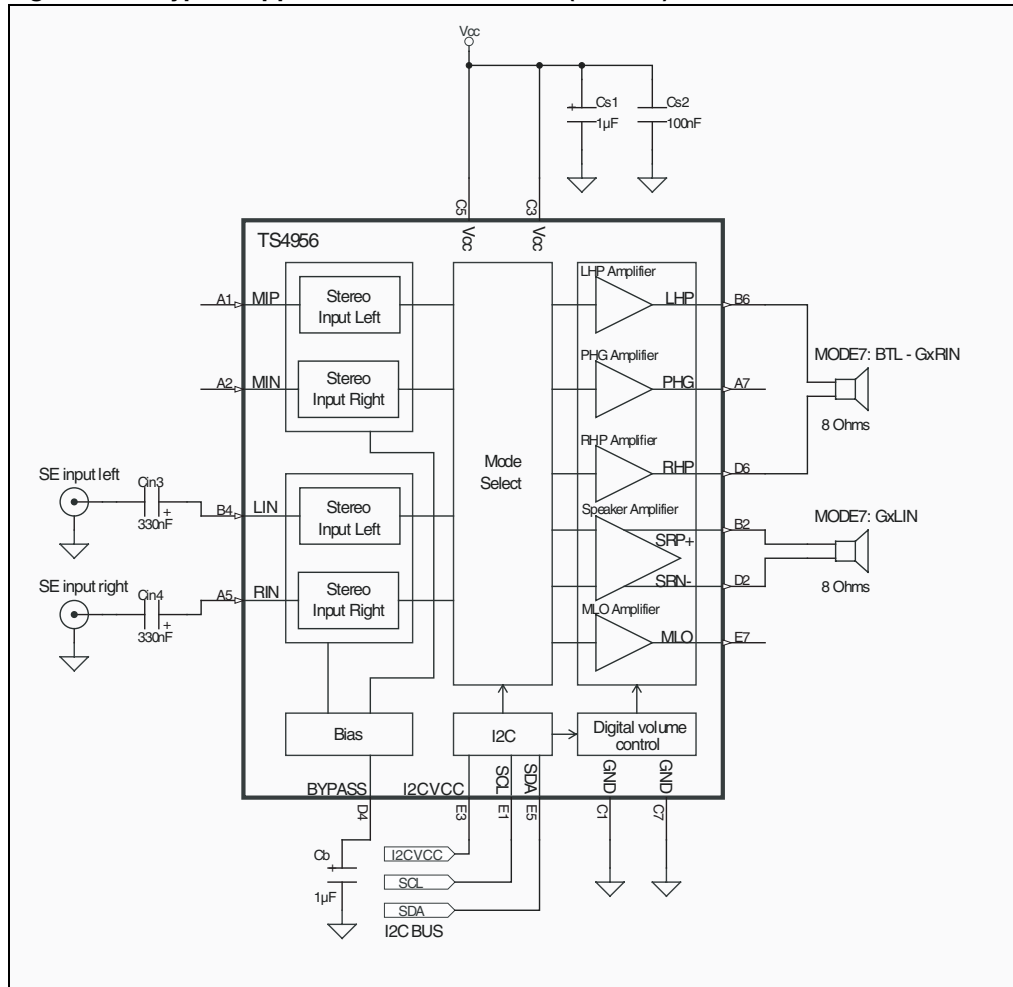 Vcc
Cs1
+
1µF
Cs2
100nF
C5
C3
Vcc
Vcc
TS4956
A1
MIP
Stereo
Input Left
A2
MIN
Stereo
Input Right
Mode
Select
LHP Amplifier
LHP
B6
PHG Amplifier
PHG
A7
RHP Amplifier
RHP
D6
Speaker Amplifier
SRP+
B2
SRN-
D2
MLO Amplifier
MLO
E7
MODE7: BTL - GxRIN
8 Ohms
MODE7: GxLIN
8 Ohms
SE input left
Cin3
+
330nF
B4
LIN
Stereo
Input Left
SE input right
Cin4
+
330nF
A5
RIN
Stereo
Input Right
Bias
I2C
Digital volume
control
BYPASS
I2CVCC
SCL
SDA
GND
GND
D4
E3
E1
E5
C1
C7
Cb
+
1µF
I2CVCC
SCL
SDA
I2C BUS